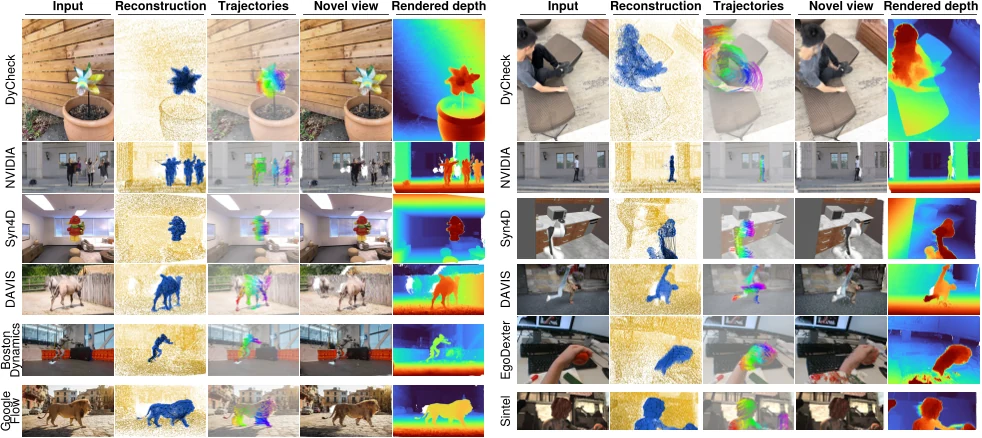 Input Reconstruction Trajectories Novel view Rendered depth
DyCheck
NVIDIA
Syn4D
DAVIS
Boston
Dynamics
Google
Flow
Input Reconstruction Trajectories Novel view Rendered depth
DyCheck
NVIDIA
Syn4D
DAVIS
EgoDexter
Sintel